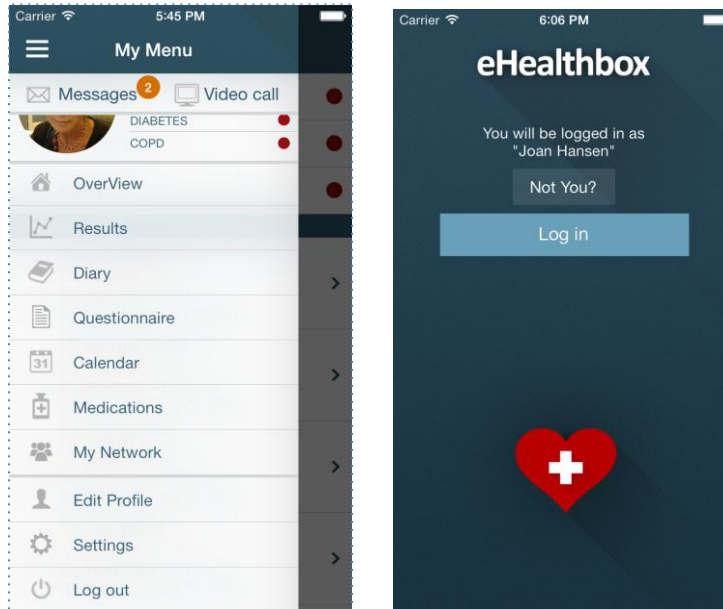 Carrier 5:45 PM
My Menu
Messages 2 Video call
DIABETES
COPD
OverView
Results
Diary
Questionnaire
31 Calendar
Medications
My Network
Edit Profile
Settings
Log out
Carrier 6:06 PM
eHealthbox
You will be logged in as
"Joan Hansen"
Not You?
Log in